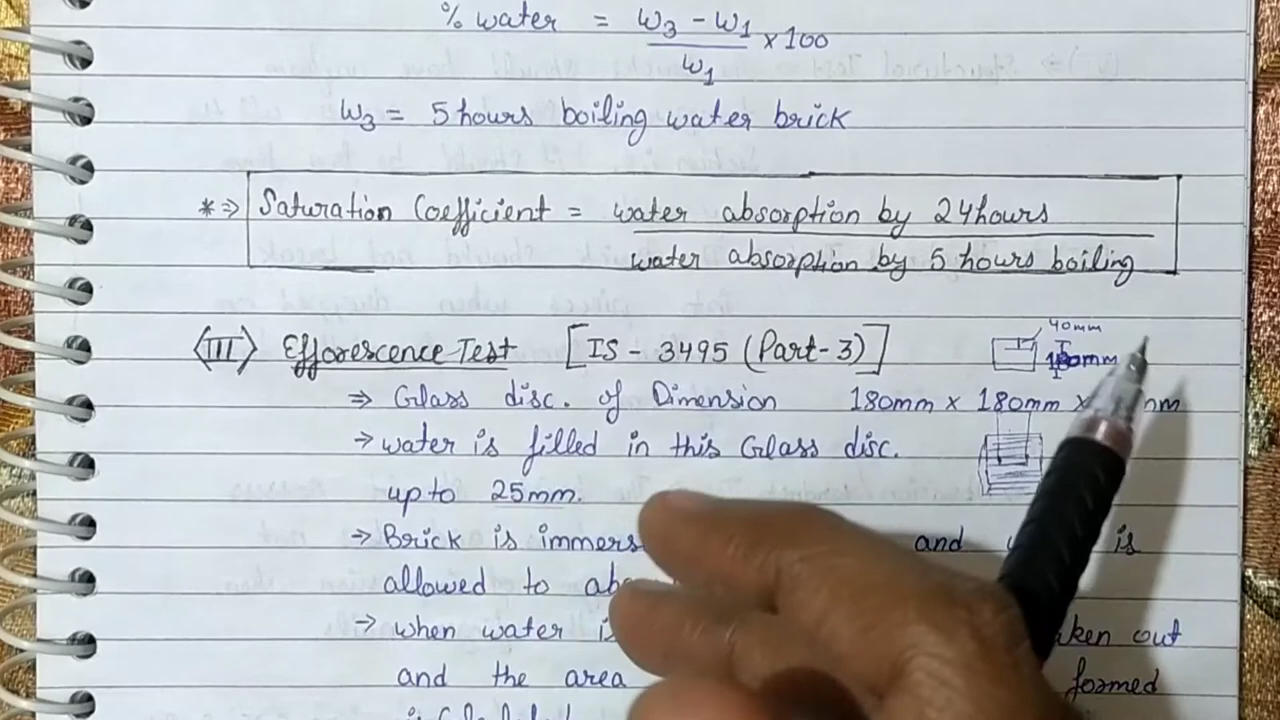 % water = w3 - w1 / w1 × 100
w3 = 5 hours boiling water brick
*⇒ Saturation Coefficient = water absorption by 24 hours
water absorption by 5 hours boiling
<III> Efforescence Test [IS - 3495 (Part-3)]
40mm
⇒ Glass disc. of Dimension 180mm × 180mm ×
→ water is filled in this Glass disc.
up to 25mm.
→ Brick is immers and is
allowed to
→ when water out
and the area formed